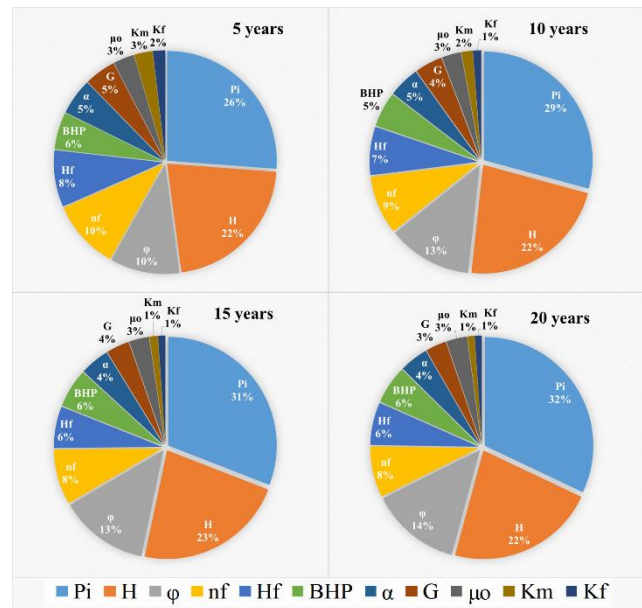 5 years
Pi
26%
H
22%
φ
10%
nf
10%
Hf
8%
BHP
6%
α
5%
G
5%
μo
3%
Km
3%
Kf
2%
10 years
Pi
29%
H
22%
φ
13%
nf
9%
Hf
7%
BHP
5%
α
5%
G
4%
μo
3%
Km
2%
Kf
1%
15 years
Pi
31%
H
23%
φ
13%
nf
8%
Hf
6%
BHP
6%
α
4%
G
4%
μo
3%
Km
1%
Kf
1%
20 years
Pi
32%
H
22%
φ
14%
nf
8%
Hf
6%
BHP
6%
α
4%
G
3%
μo
3%
Km
1%
Kf
1%
Pi H φ nf Hf BHP α G μo Km Kf